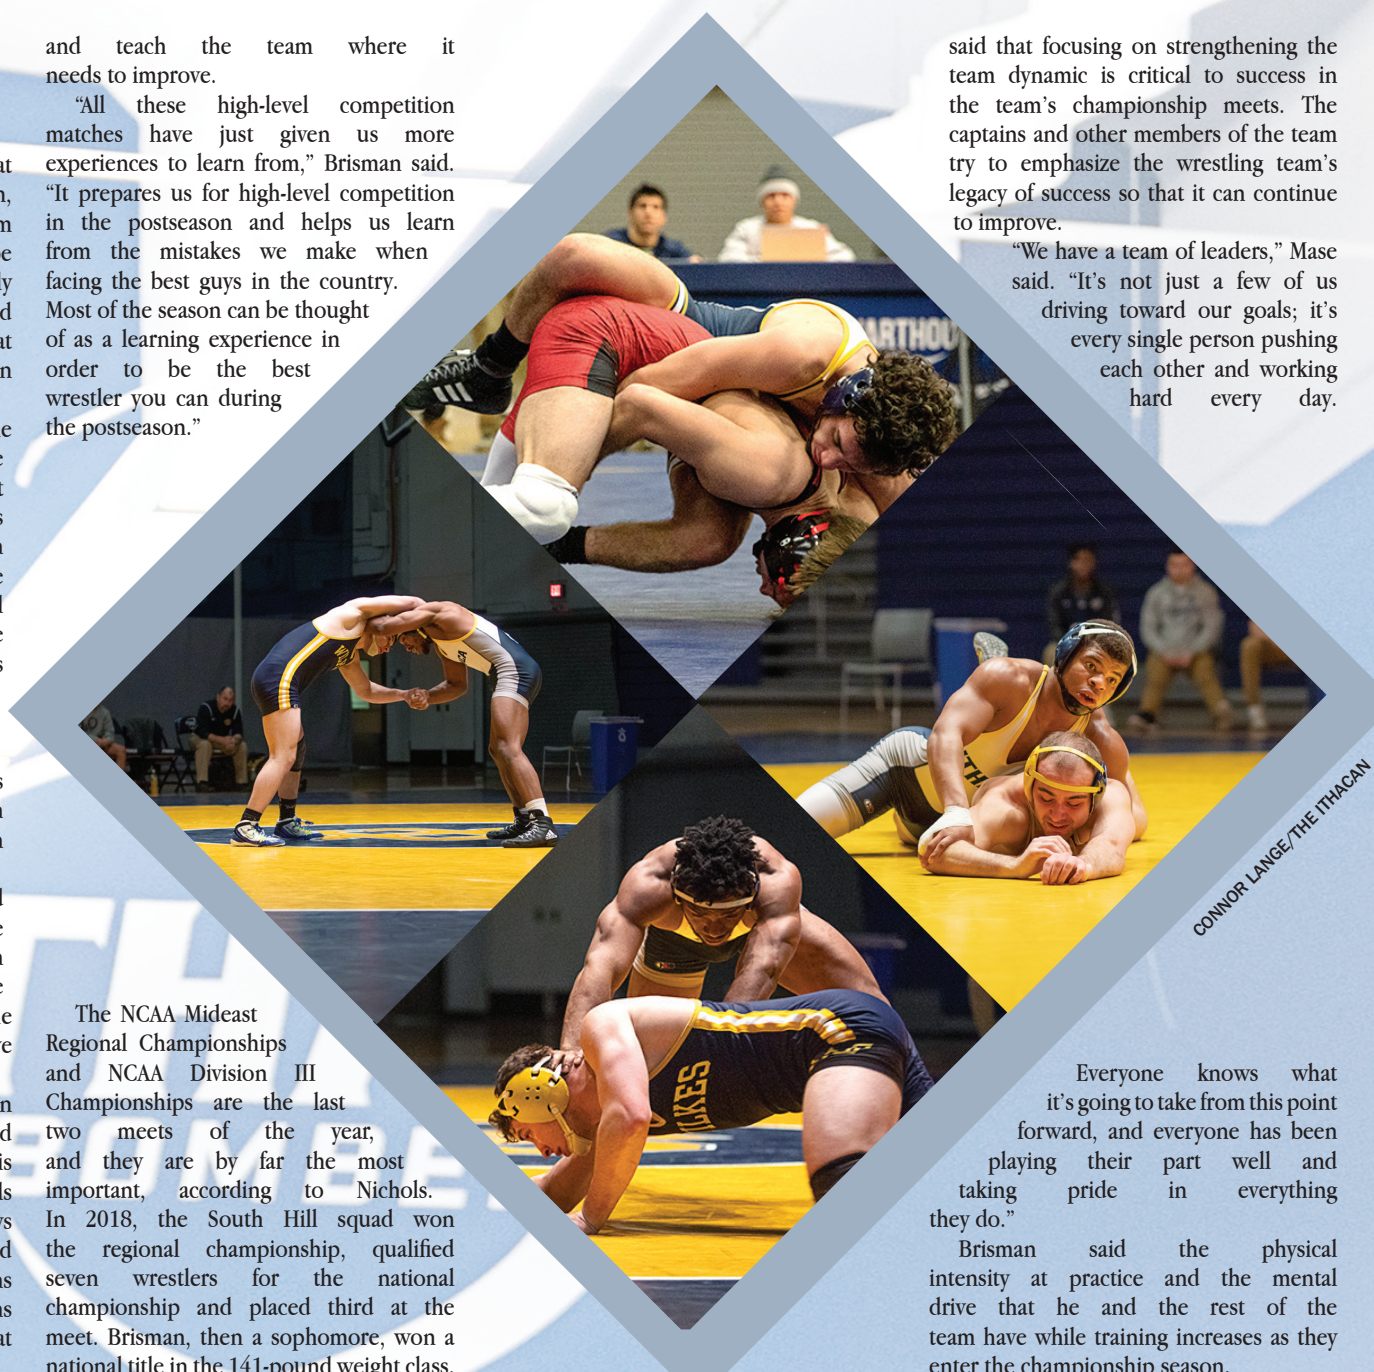 and teach the team where it
needs to improve.
“All these high-level competition
matches have just given us more
experiences to learn from,” Brisman said.
“It prepares us for high-level competition
in the postseason and helps us learn
from the mistakes we make when
facing the best guys in the country.
Most of the season can be thought
of as a learning experience in
order to be the best
wrestler you can during
the postseason.”
The NCAA Mideast
Regional Championships
and NCAA Division III
Championships are the last
two meets of the year,
and they are by far the most
important, according to Nichols.
In 2018, the South Hill squad won
the regional championship, qualified
seven wrestlers for the national
championship and placed third at the
meet. Brisman, then a sophomore, won a
national title in the 141-pound weight class.
said that focusing on strengthening the
team dynamic is critical to success in
the team’s championship meets. The
captains and other members of the team
try to emphasize the wrestling team’s
legacy of success so that it can continue
to improve.
“We have a team of leaders,” Mase
said. “It’s not just a few of us
driving toward our goals; it’s
every single person pushing
each other and working
hard every day.
Everyone knows what
it’s going to take from this point
forward, and everyone has been
playing their part well and
taking pride in everything
they do.”
Brisman said the physical
intensity at practice and the mental
drive that he and the rest of the
team have while training increases as they
enter the championship season.
CONNOR LANGE/THE ITHACAN